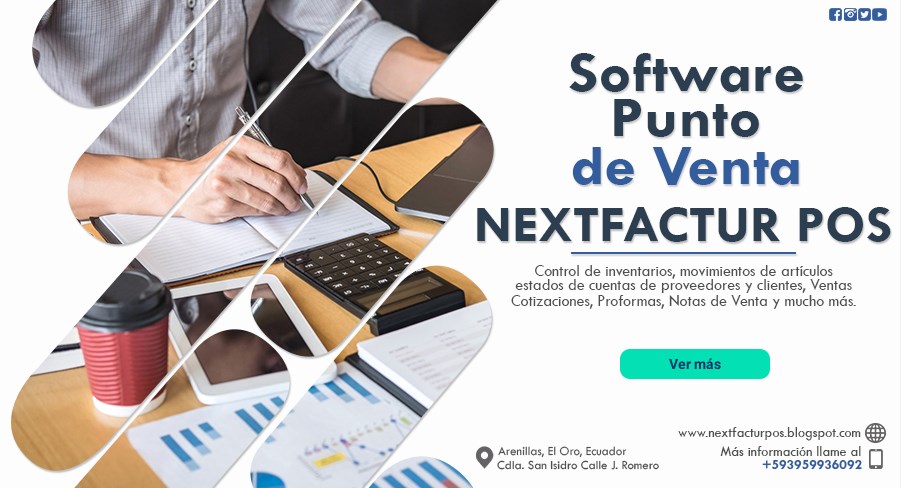 Software
Punto
de Venta
NEXTFACTUR POS
Control de inventarios, movimientos de artículos
estados de cuentas de proveedores y clientes, Ventas
Cotizaciones, Proformas, Notas de Venta y mucho más.
Ver más
www.nextfacturpos.blogspot.com
Arenillas, El Oro, Ecuador
Cdla. San Isidro Calle J. Romero
Más información llame al
+593959936092